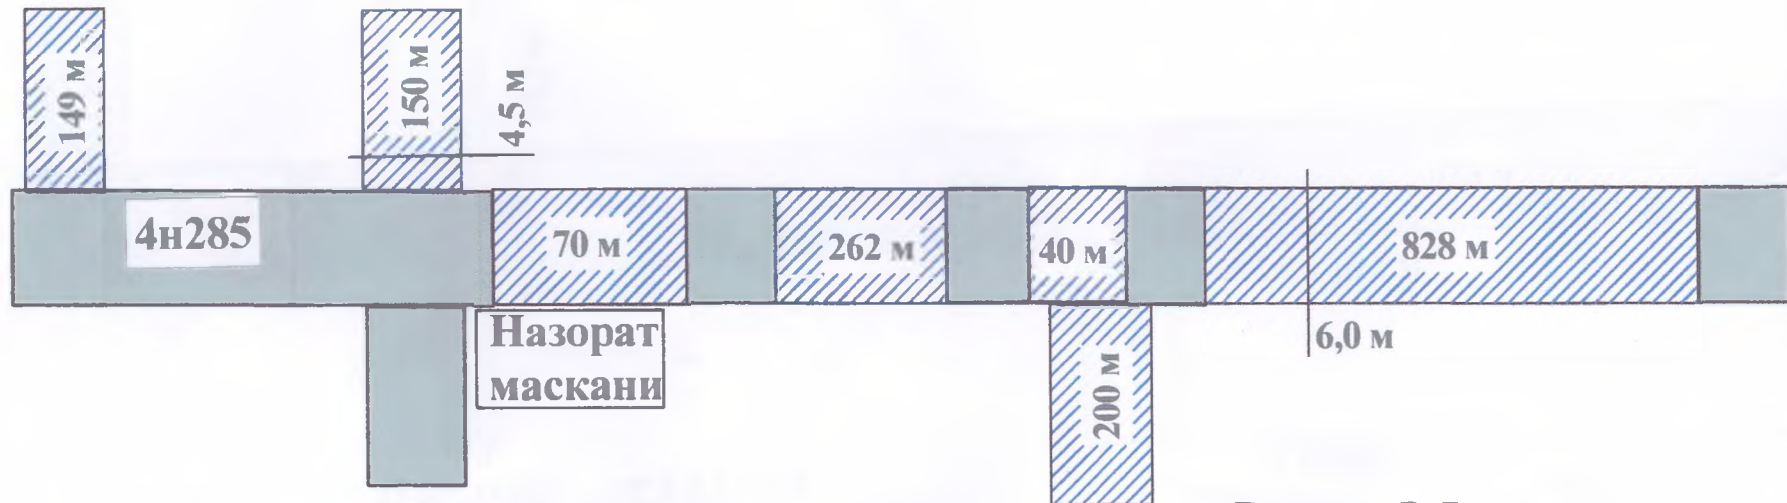 149 м
150 м
4,5 м
4н285
70 м
262 м
40 м
828 м
Назорат
маскани
6,0 м
200 м